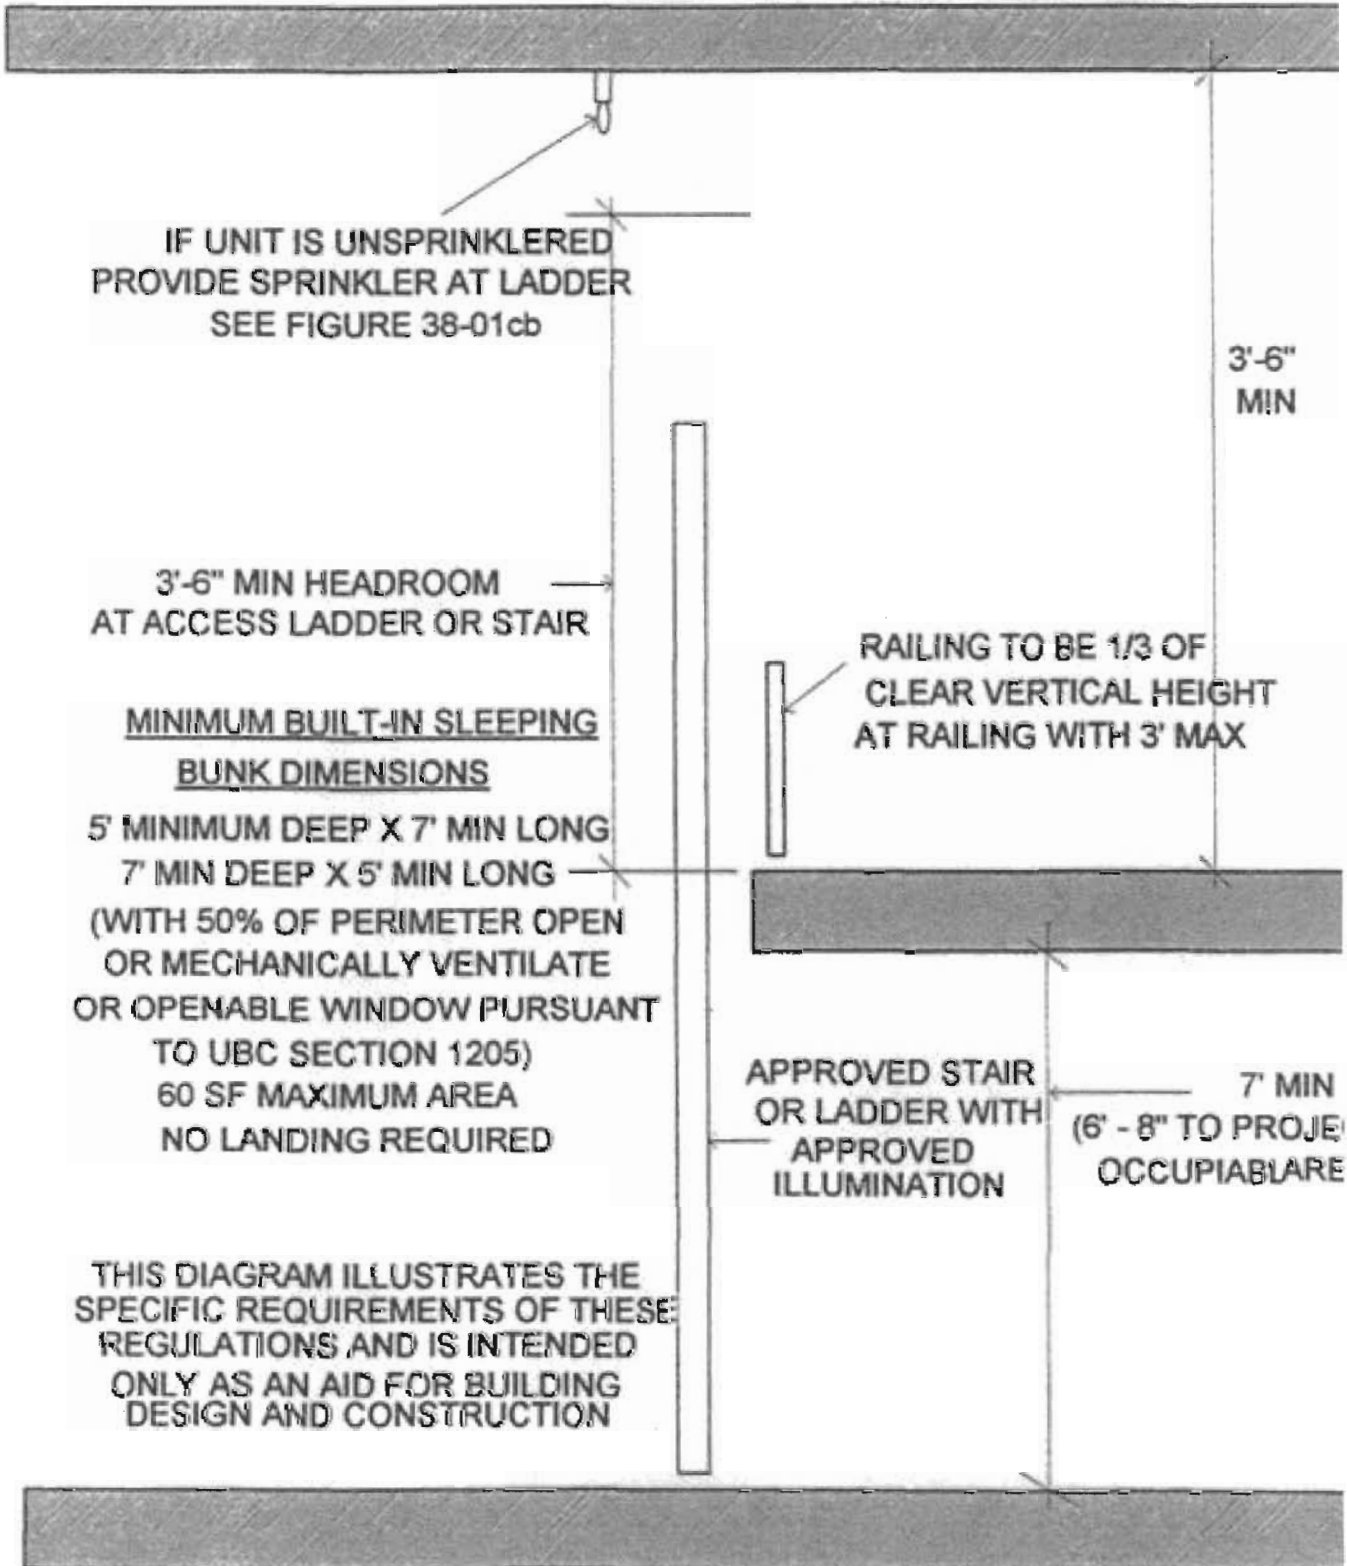 IF UNIT IS UNSPRINKLERED
PROVIDE SPRINKLER AT LADDER
SEE FIGURE 38-01cb
3'-6"
MIN
3'-6" MIN HEADROOM
AT ACCESS LADDER OR STAIR
RAILING TO BE 1/3 OF
CLEAR VERTICAL HEIGHT
AT RAILING WITH 3' MAX
MINIMUM BUILT-IN SLEEPING
BUNK DIMENSIONS
5' MINIMUM DEEP X 7' MIN LONG
7' MIN DEEP X 5' MIN LONG
(WITH 50% OF PERIMETER OPEN
OR MECHANICALLY VENTILATE
OR OPENABLE WINDOW PURSUANT
TO UBC SECTION 1205)
60 SF MAXIMUM AREA
NO LANDING REQUIRED
APPROVED STAIR
OR LADDER WITH
APPROVED
ILLUMINATION
7' MIN
(6' - 8" TO PROJE
OCCUPIABLARE
THIS DIAGRAM ILLUSTRATES THE
SPECIFIC REQUIREMENTS OF THESE
REGULATIONS AND IS INTENDED
ONLY AS AN AID FOR BUILDING
DESIGN AND CONSTRUCTION